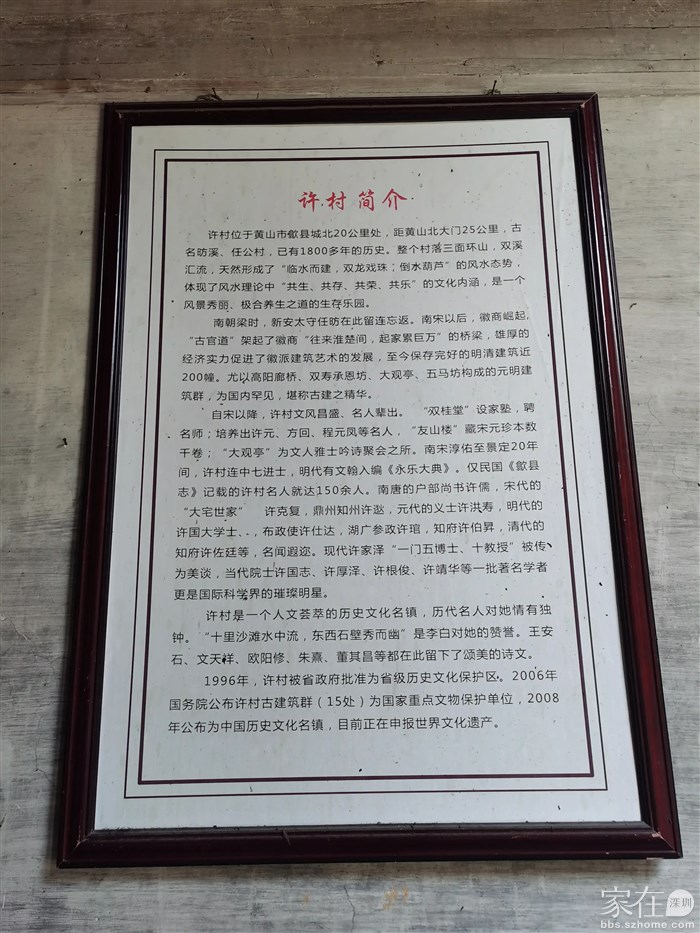 许村简介
许村位于黄山市歙县城北20公里处，距黄山北大门25公里，古
名昉溪、任公村，已有1800多年的历史。整个村落三面环山，双溪
汇流，天然形成了“临水而建，双龙戏珠；倒水葫芦”的风水态势，
体现了风水理论中“共生、共存、共荣、共乐”的文化内涵，是一个
风景秀丽、极合养生之道的生存乐园。
南朝梁时，新安太守任昉在此留连忘返。南宋以后，徽商崛起，
“古官道”架起了徽商“往来淮楚间，起家累巨万”的桥梁，雄厚的
经济实力促进了徽派建筑艺术的发展，至今保存完好的明清建筑近
200幢。尤以高阳廊桥、双寿承恩坊、大观亭、五马坊构成的元明建
筑群，为国内罕见，堪称古建之精华。
自宋以降，许村文风昌盛、名人辈出。“双桂堂”设家塾，聘
名师；培养出许元、方回、程元凤等名人，“友山楼”藏宋元珍本数
千卷；“大观亭”为文人雅士吟诗聚会之所。南宋淳佑至景定20年
间，许村连中七进士，明代有文翰入编《永乐大典》。仅民国《歙县
志》记载的许村名人就达150余人。南唐的户部尚书许儒，宋代的
“大宅世家” 许克复，鼎州知州许逖，元代的义士许洪寿，明代的
许国大学士、.，布政使许仕达，湖广参政许琯，知府许伯昇，清代的
知府许佐廷等，名闻遐迩。现代许家泽“一门五博士、十教授”被传
为美谈，当代院士许国志、许厚泽、许根俊、许靖华等一批著名学者
更是国际科学界的璀璨明星。
许村是一个人文荟萃的历史文化名镇，历代名人对她情有独
钟。“十里沙滩水中流，东西石壁秀而幽”是李白对她的赞誉。王安
石、文天祥、欧阳修、朱熹、董其昌等都在此留下了颂美的诗文。
1996年，许村被省政府批准为省级历史文化保护区。2006年
国务院公布许村古建筑群（15处）为国家重点文物保护单位，2008
年公布为中国历史文化名镇，目前正在申报世界文化遗产。
家在深圳
bbs.szhome.com